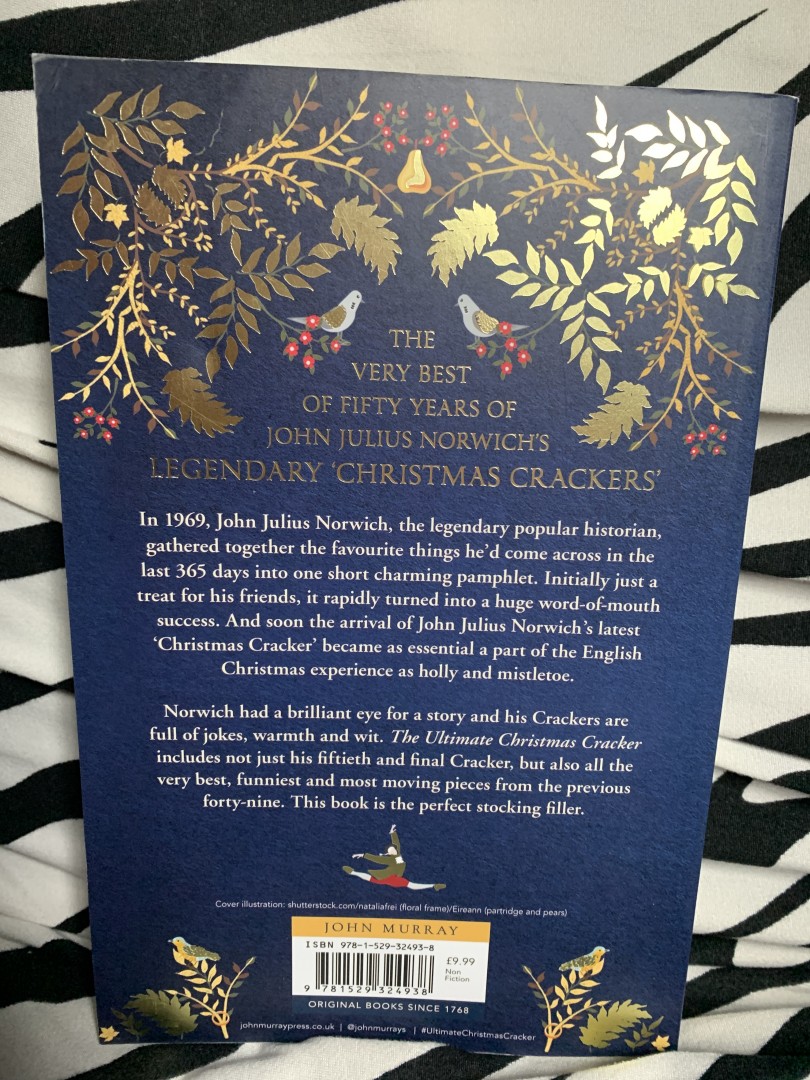 THE
VERY BEST
OF FIFTY YEARS OF
JOHN JULIUS NORWICH'S
LEGENDARY 'CHRISTMAS CRACKERS'
In 1969, John Julius Norwich, the legendary popular historian,
gathered together the favourite things he'd come across in the
last 365 days into one short charming pamphlet. Initially just a
treat for his friends, it rapidly turned into a huge word-of-mouth
success. And soon the arrival of John Julius Norwich's latest
'Christmas Cracker' became as essential a part of the English
Christmas experience as holly and mistletoe.
Norwich had a brilliant eye for a story and his Crackers are
full of jokes, warmth and wit. The Ultimate Christmas Cracker
includes not just his fiftieth and final Cracker, but also all the
very best, funniest and most moving pieces from the previous
forty-nine. This book is the perfect stocking filler.
Cover illustration: shutterstock.com/nataliafrei (floral frame)/Eireann (partridge and pears)
JOHN MURRAY
ISBN 978-1-529-32493-8
£9.99
Non
Fiction
9 781529 324938
ORIGINAL BOOKS SINCE 1768
johnmurraypress.co.uk | @johnmurrays | #UltimateChristmasCracker